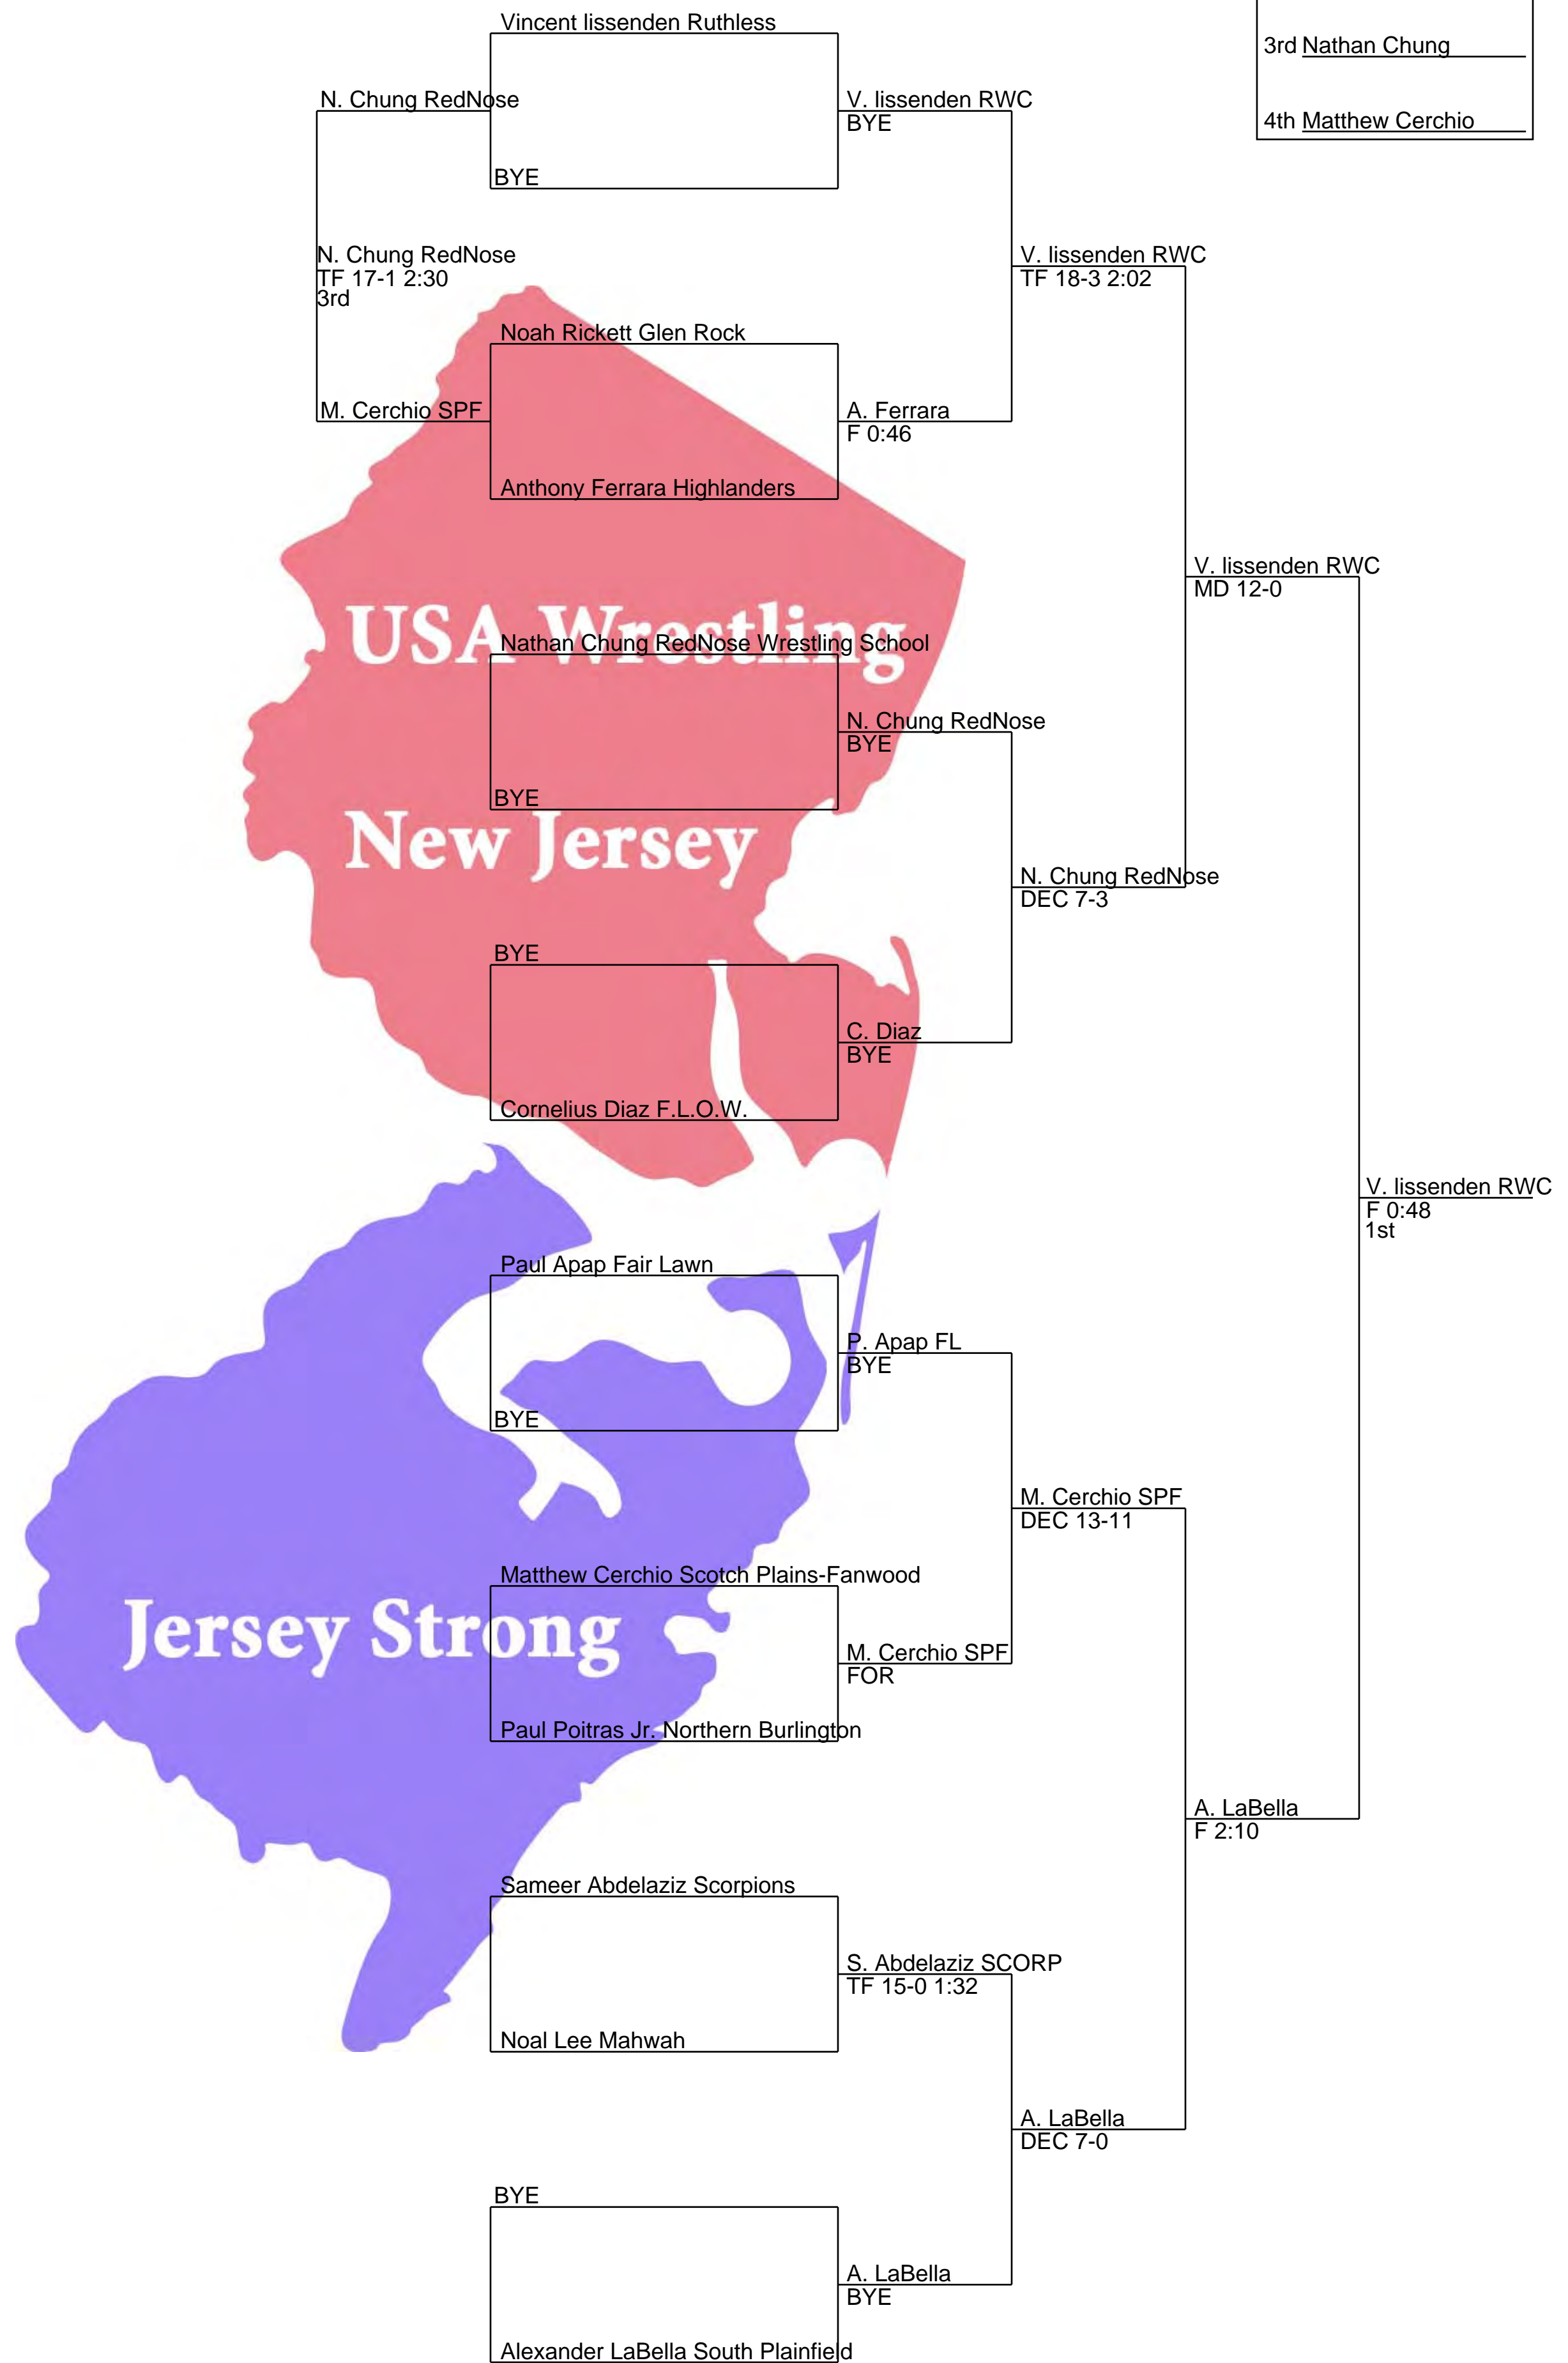 Vincent lissenden Ruthless
3rd Nathan Chung
N. Chung RedNose
V. lissenden RWC
BYE
4th Matthew Cerchio
BYE
N. Chung RedNose
TF 17-1 2:30
3rd
V. lissenden RWC
TF 18-3 2:02
Noah Rickett Glen Rock
M. Cerchio SPF
A. Ferrara
F 0:46
Anthony Ferrara Highlanders
V. lissenden RWC
MD 12-0
USA Wrestling
Nathan Chung RedNose Wrestling School
N. Chung RedNose
BYE
BYE
New Jersey
N. Chung RedNose
DEC 7-3
BYE
C. Diaz
BYE
Cornelius Diaz F.L.O.W.
V. lissenden RWC
F 0:48
1st
Paul Apap Fair Lawn
P. Apap FL
BYE
BYE
M. Cerchio SPF
DEC 13-11
Matthew Cerchio Scotch Plains-Fanwood
Jersey Strong
M. Cerchio SPF
FOR
Paul Poitras Jr. Northern Burlington
A. LaBella
F 2:10
Sameer Abdelaziz Scorpions
S. Abdelaziz SCORP
TF 15-0 1:32
Noal Lee Mahwah
A. LaBella
DEC 7-0
BYE
A. LaBella
BYE
Alexander LaBella South Plainfield